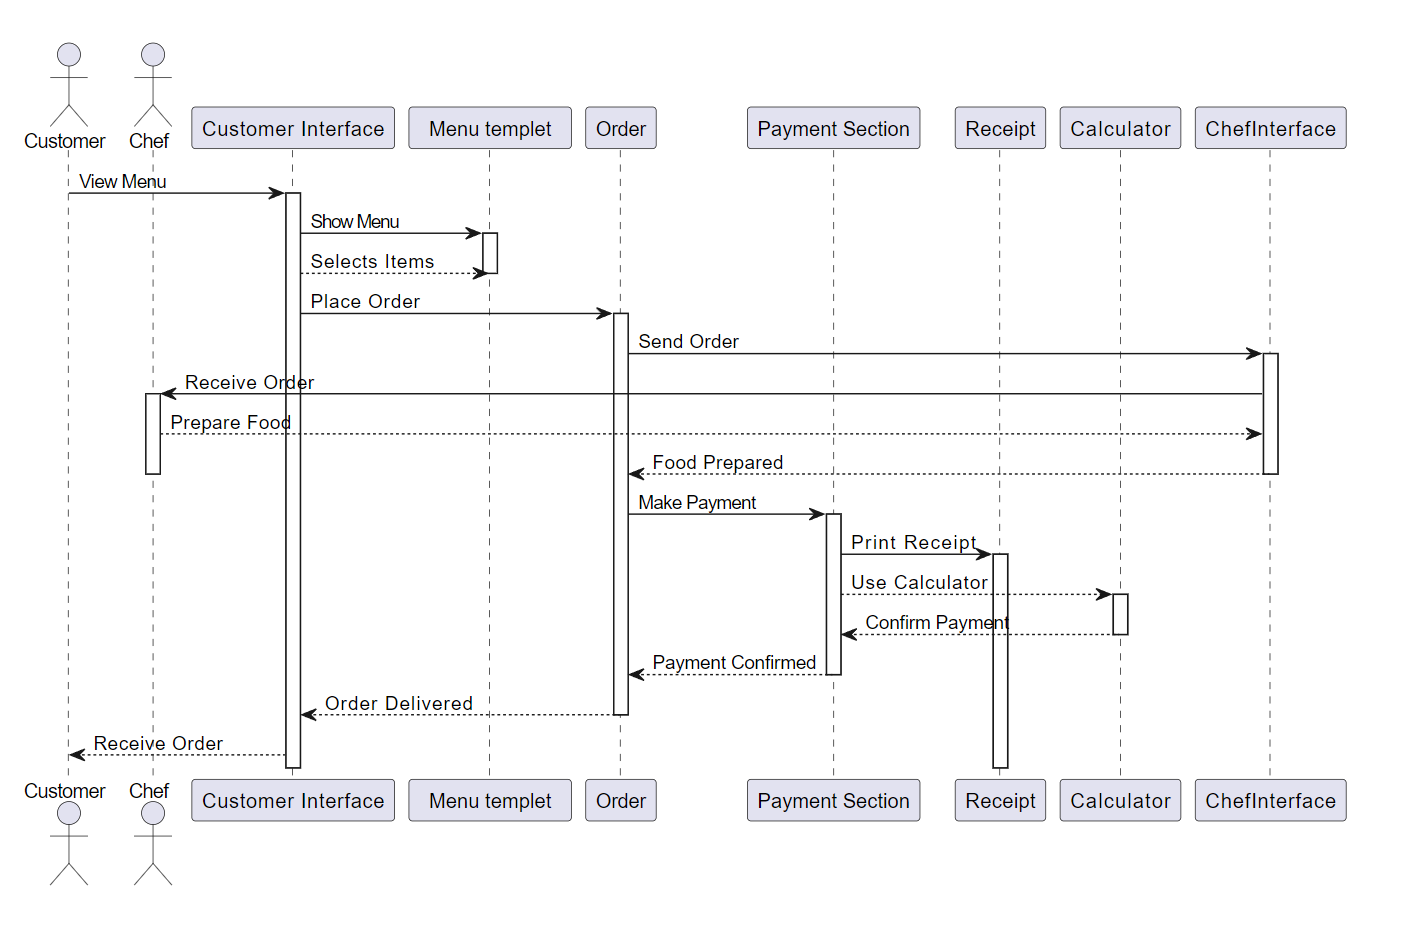 Customer
Chef
Customer Interface
Menu templet
Order
Payment Section
Receipt
Calculator
ChefInterface
View Menu
Show Menu
Selects Items
Place Order
Send Order
Receive Order
Prepare Food
Food Prepared
Make Payment
Print Receipt
Use Calculator
Confirm Payment
Payment Confirmed
Order Delivered
Receive Order
Customer
Chef
Customer Interface
Menu templet
Order
Payment Section
Receipt
Calculator
ChefInterface